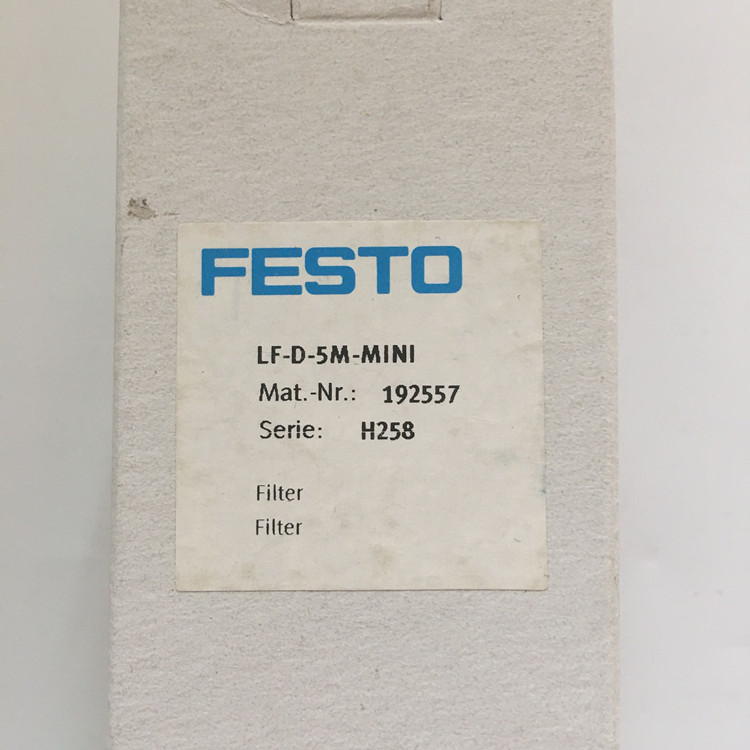 FESTO
LF-D-5M-MINI
Mat.-Nr.: 192557
Serie: H258
Filter
Filter